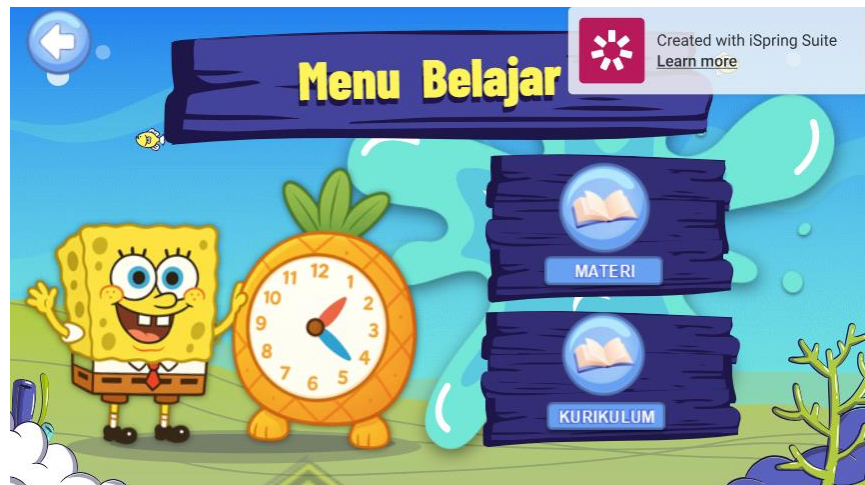 Created with iSpring Suite
Learn more
Menu Belajar
12
11
1
10
2
9
3
8
4
7
5
6
MATERI
KURIKULUM